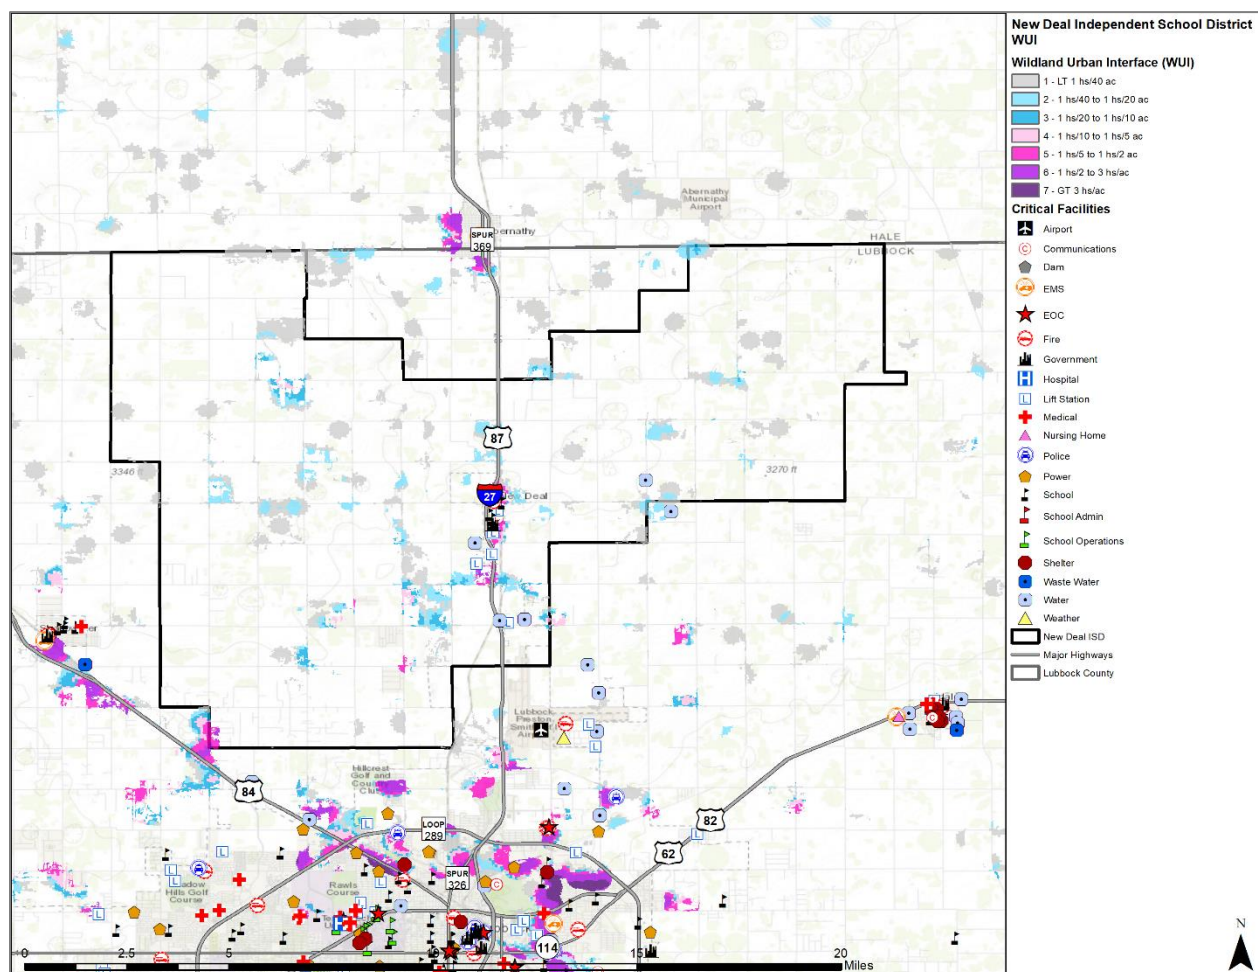 New Deal Independent School District
WUI
Wildland Urban Interface (WUI)
1 - LT 1 hs/40 ac
2 - 1 hs/40 to 1 hs/20 ac
3 - 1 hs/20 to 1 hs/10 ac
4 - 1 hs/10 to 1 hs/5 ac
5 - 1 hs/5 to 1 hs/2 ac
6 - 1 hs/2 to 3 hs/ac
7 - GT 3 hs/ac
Critical Facilities
Airport
C Communications
Dam
EMS
EOC
Fire
Government
H Hospital
L Lift Station
Medical
Nursing Home
Police
Power
School
School Admin
School Operations
Shelter
Waste Water
Water
Weather
New Deal ISD
Major Highways
Lubbock County
N
Abernathy
Municipal
Airport
SPUR
369
HALE
LUBBOCK
87
3346 ft
3270 ft
27
Deal
Lubbock
Preston
Hillcrest
Golf and
Country
Club
84
LOOP
289
82
62
SPUR
326
Rawls
Course
Hills Golf
Course
114
0
2.5
20
Miles